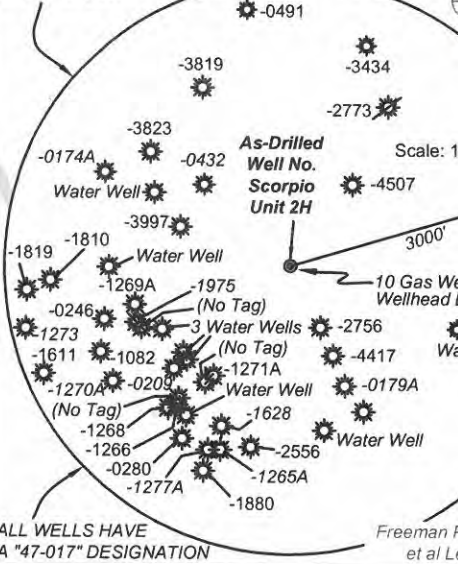 -0491
-3819
-3434
-2773
-3823
-0174A
-0432
As-Drilled
Well No.
Scorpio
Unit 2H
Scale: 1
Water Well
-4507
-3997
3000'
-1810
-1819
Water Well
-1269A
-1975
(No Tag)
10 Gas We
Wellhead
-0246
3 Water Wells
-2756
-1273
(No Tag)
-1611
-1082
-4417
-1271A
-1270A
-0209
Water Well
-0179A
(No Tag)
-1268
-1628
-1266
Water Well
-0280
-2556
-1277A
-1265A
-1880
ALL WELLS HAVE
A "47-017" DESIGNATION
Freeman
et al Le